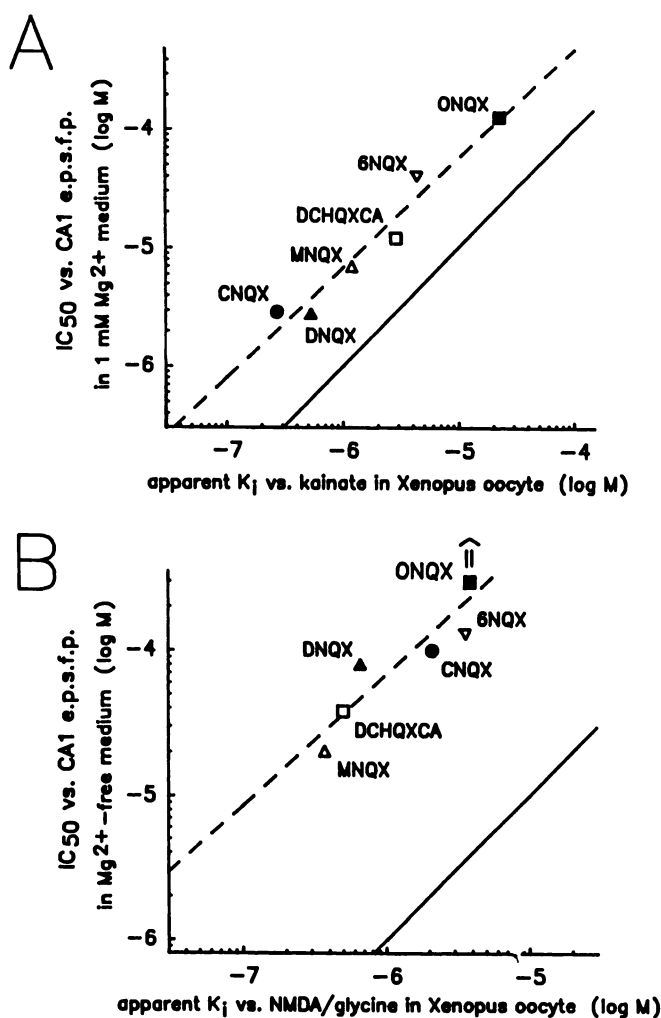 A
IC50 vs. CA1 e.p.s.f.p.
in 1 mM Mg2+ medium (log M)
-4
-5
-6
ONQX
6NQX
DCHQXCA
MNQX
CNQX
DNQX
-7 -6 -5 -4
apparent Ki vs. kainate in Xenopus oocyte (log M)
B
IC50 vs. CA1 e.p.s.f.p.
in Mg2+-free medium (log M)
-4
-5
-6
ONQX
6NQX
DNQX
CNQX
DCHQXCA
MNQX
-7 -6 -5
apparent Ki vs. NMDA/glycine in Xenopus oocyte (log M)